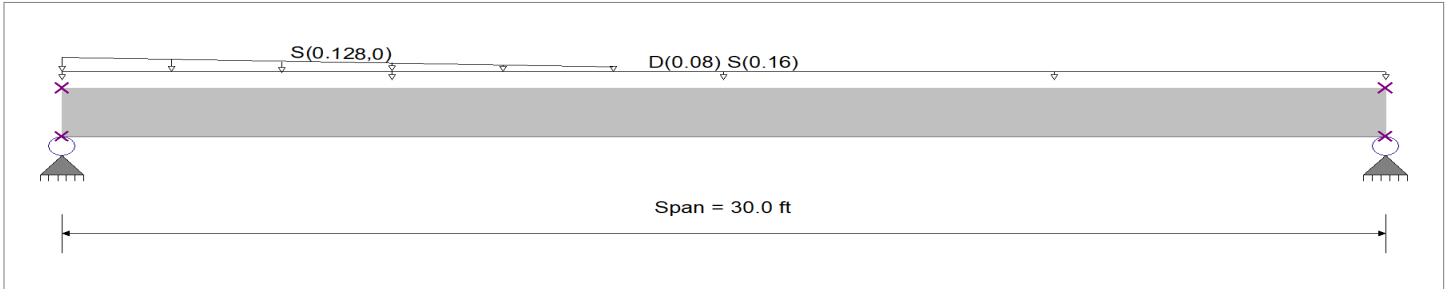 S(0.128,0)
D(0.08) S(0.16)
Span = 30.0 ft